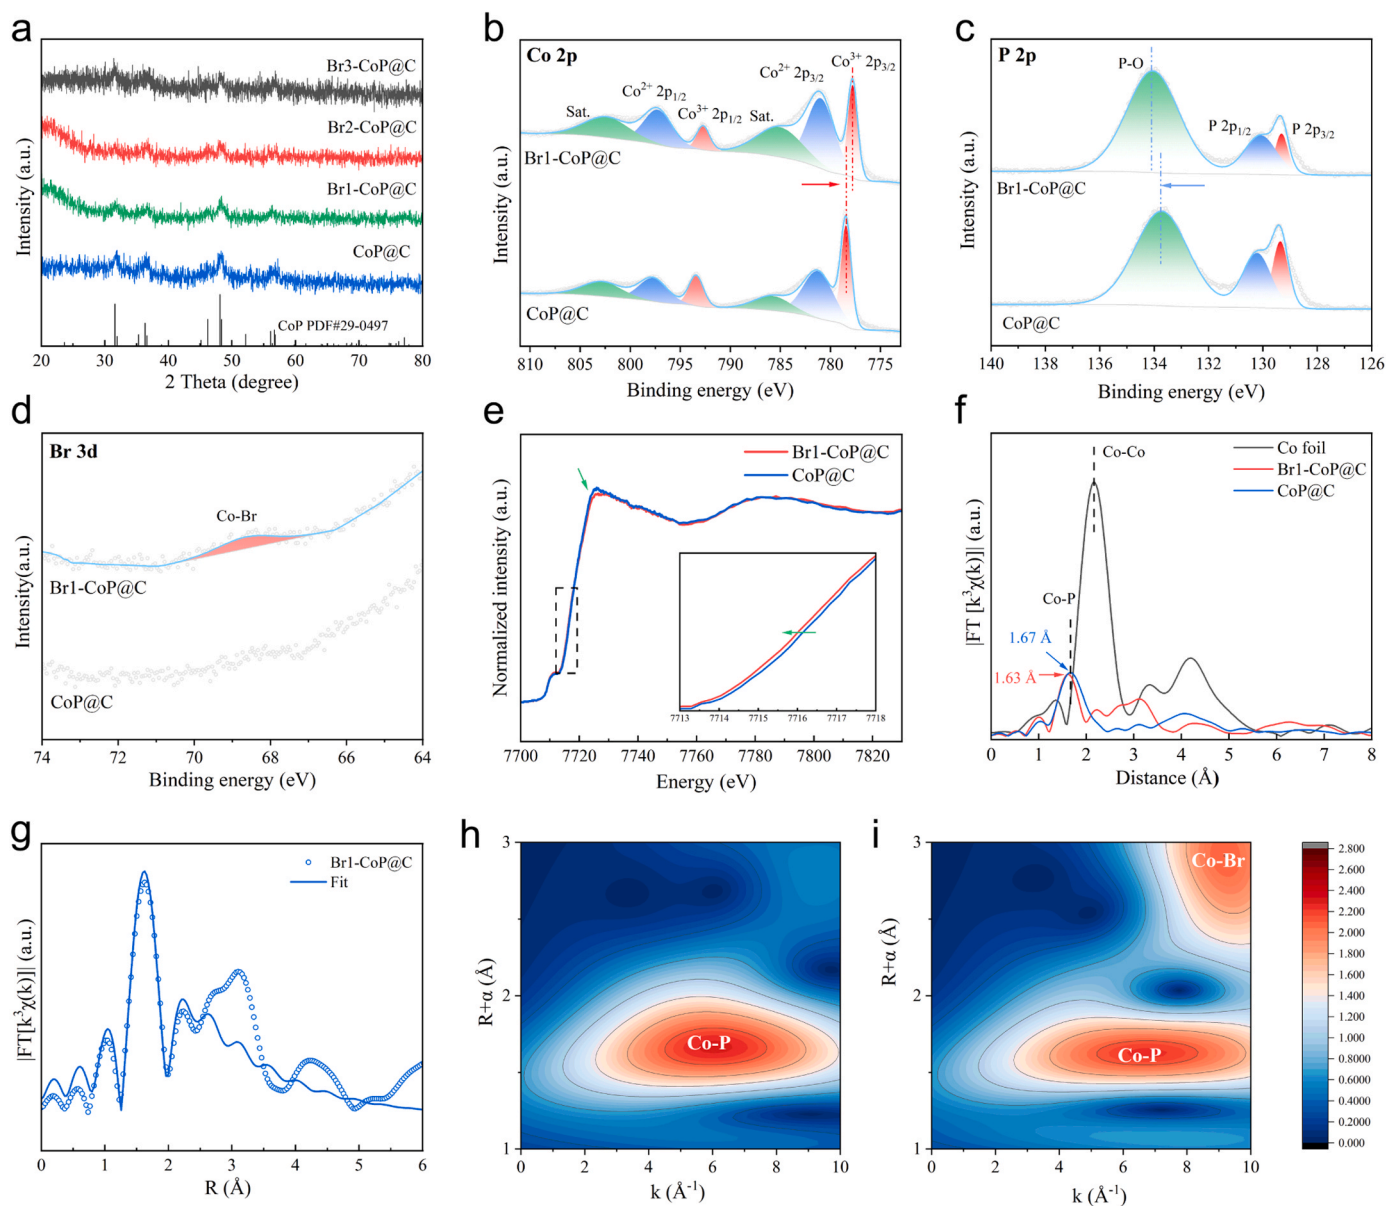 a
Br3-CoP@C
Br2-CoP@C
Br1-CoP@C
CoP@C
CoP PDF#29-0497
Intensity (a.u.)
20 30 40 50 60 70 80
2 Theta (degree)
b
Co 2p
Co³⁺ 2p₃/₂
Co²⁺ 2p₃/₂
Co²⁺ 2p₁/₂
Sat.
Co³⁺ 2p₁/₂
Sat.
Br1-CoP@C
CoP@C
Intensity (a.u.)
810 805 800 795 790 785 780 775
Binding energy (eV)
c
P 2p
P-O
P 2p₁/₂
P 2p₃/₂
Br1-CoP@C
CoP@C
Intensity (a.u.)
140 138 136 134 132 130 128 126
Binding energy (eV)
d
Br 3d
Co-Br
Br1-CoP@C
CoP@C
Intensity(a.u.)
74 72 70 68 66 64
Binding energy (eV)
e
Br1-CoP@C
CoP@C
7713 7714 7715 7716 7717 7718
Normalized intensity (a.u.)
7700 7720 7740 7760 7780 7800 7820
Energy (eV)
f
Co foil
Br1-CoP@C
CoP@C
Co-Co
Co-P
1.67 Å
1.63 Å
|FT [k³χ(k)]| (a.u.)
0 1 2 3 4 5 6 7 8
Distance (Å)
g
Br1-CoP@C
Fit
|FT[k³χ(k)]| (a.u.)
0 1 2 3 4 5 6
R (Å)
h
3
2
1
Co-P
R+α (Å)
0 2 4 6 8 10
k (Å⁻¹)
i
3
2
1
Co-Br
Co-P
R+α (Å)
0 2 4 6 8 10
k (Å⁻¹)
2.800
2.600
2.400
2.200
2.000
1.800
1.600
1.400
1.200
1.000
0.8000
0.6000
0.4000
0.2000
0.000